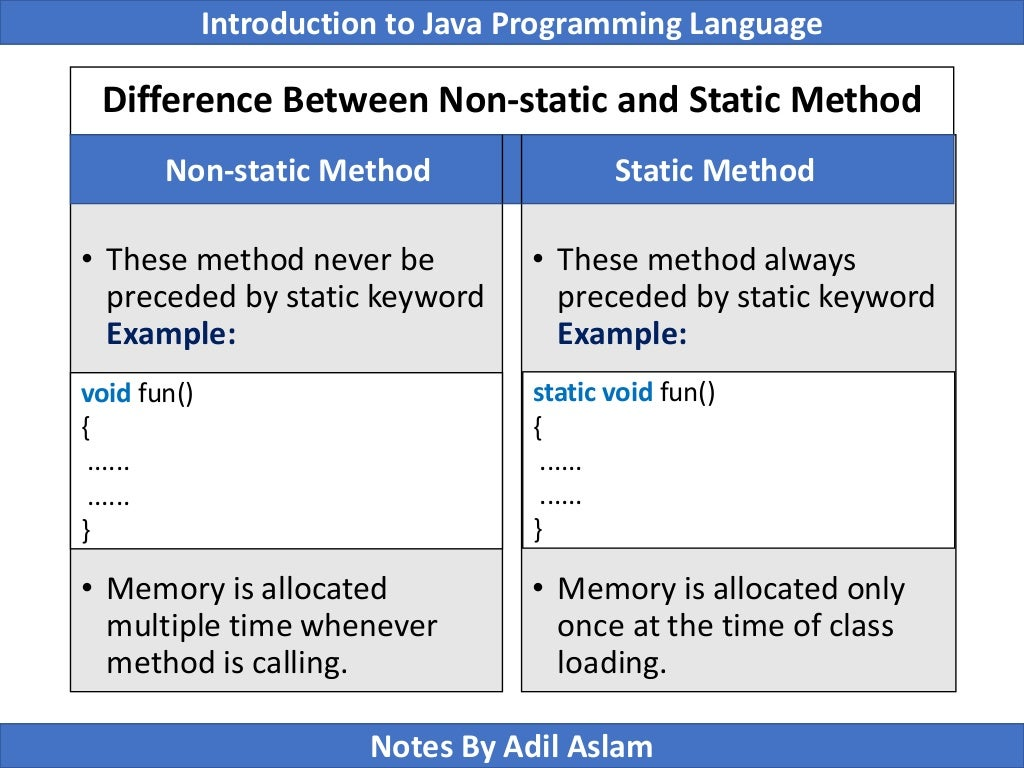 Introduction to Java Programming Language
Difference Between Non-static and Static Method
Non-static Method
• These method never be
preceded by static keyword
Example:
void fun()
{
......
......
}
• Memory is allocated
multiple time whenever
method is calling.
Static Method
• These method always
preceded by static keyword
Example:
static void fun()
{
......
......
}
• Memory is allocated only
once at the time of class
loading.
Notes By Adil Aslam